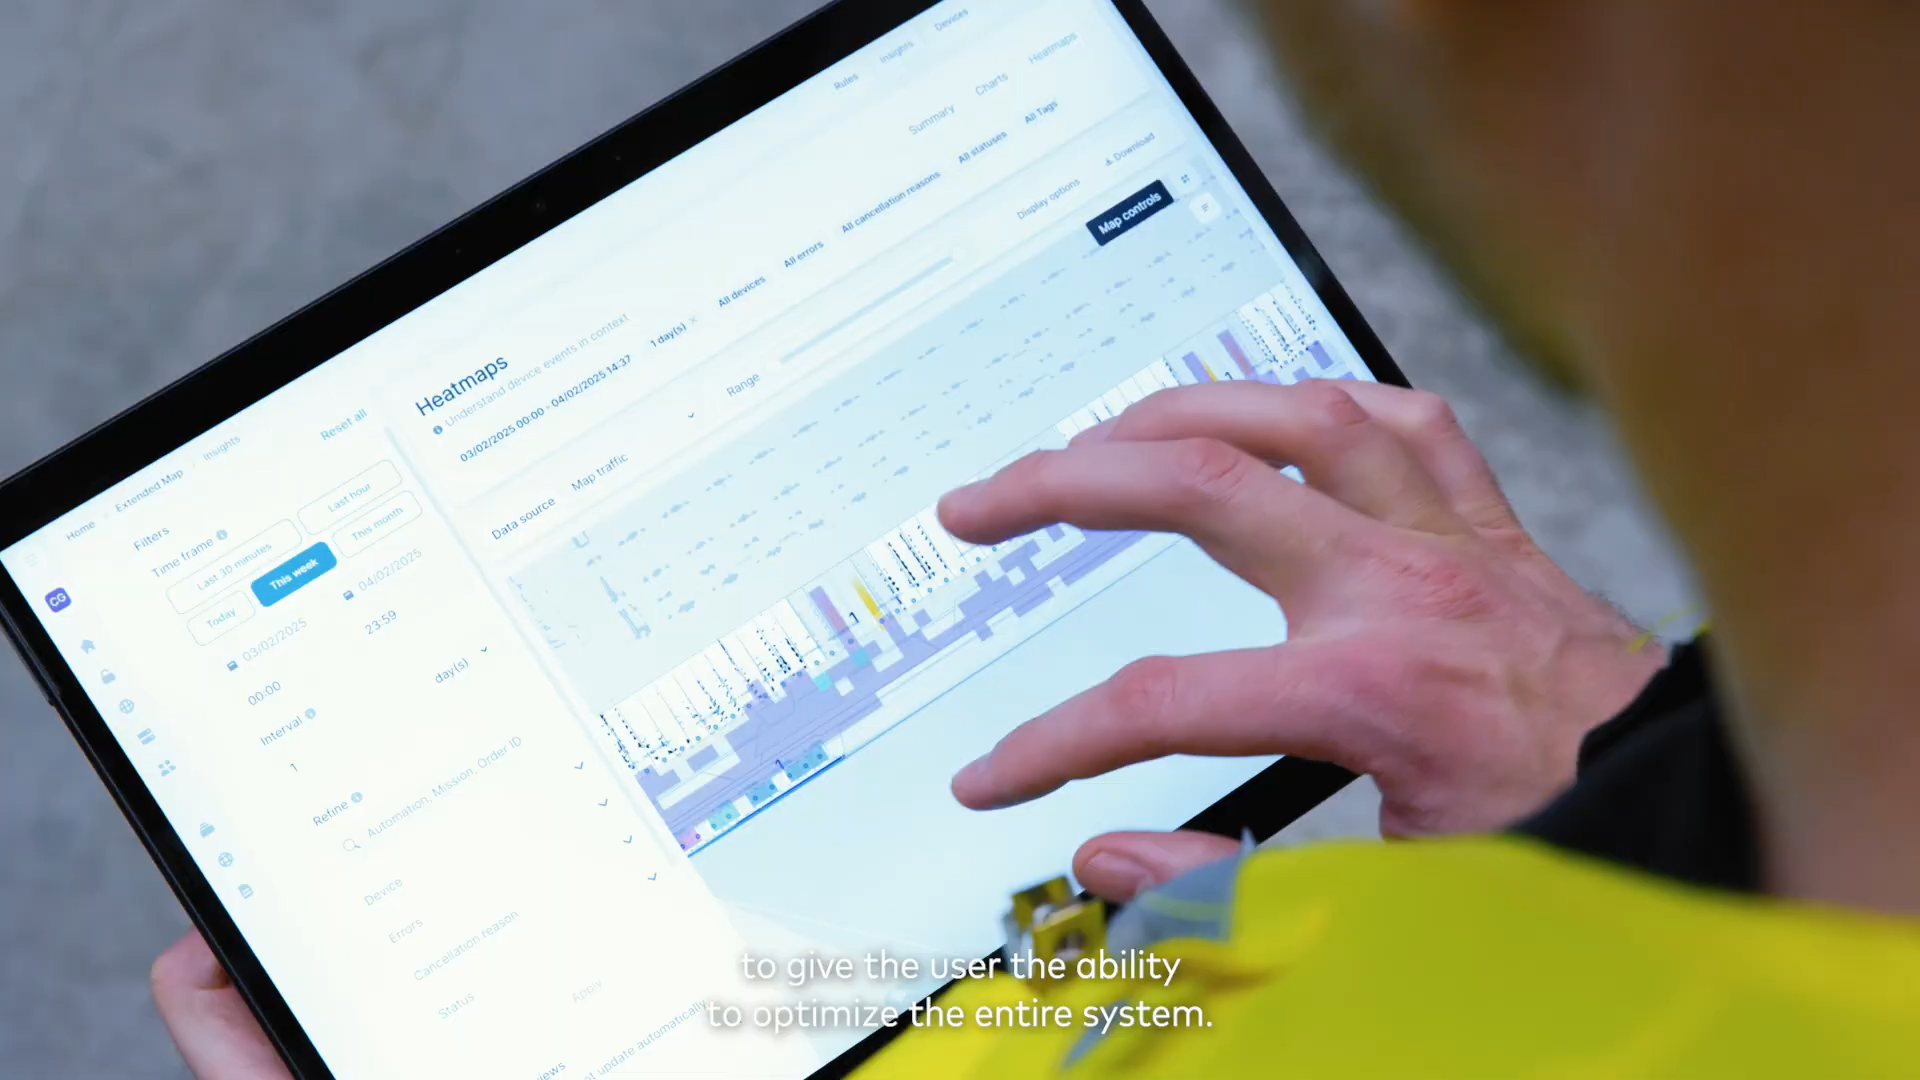 Rules
Insights
Devices
Summary
Charts
Heatmaps
Home
Extended Map
Insights
CG
Filters
Reset all
Time frame
Last 30 minutes
Last hour
Today
This week
This month
03/02/2025
04/02/2025
00:00
23:59
Interval
1
day(s)
Refine
Automation, Mission, Order ID
Device
Errors
Cancellation reason
Status
Apply
Heatmaps
Understand device events in context
03/02/2025 00:00 - 04/02/2025 14:37
1 day(s)
All devices
All errors
All cancellation reasons
All statuses
All Tags
Data source
Map traffic
Range
Display options
Download
Map controls
to give the user the ability
to optimize the entire system.